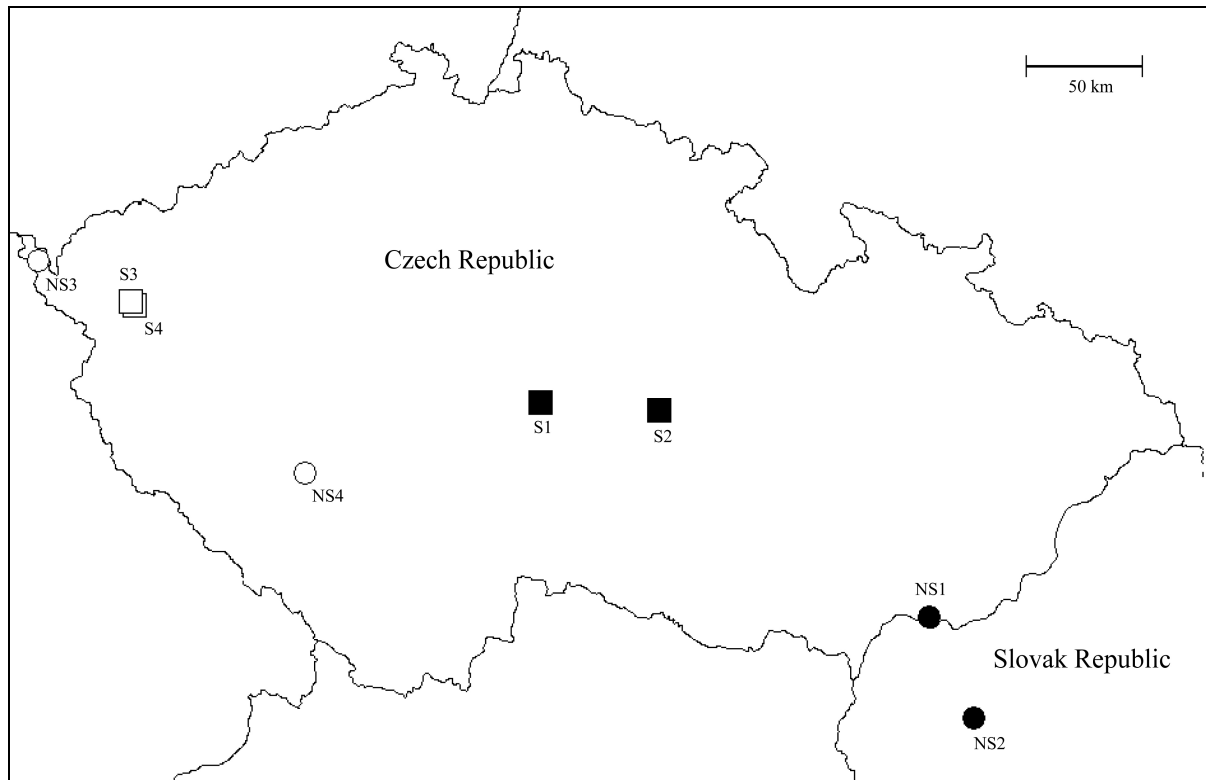 50 km
Czech Republic
S3
NS3
S4
S1
S2
NS4
NS1
Slovak Republic
NS2